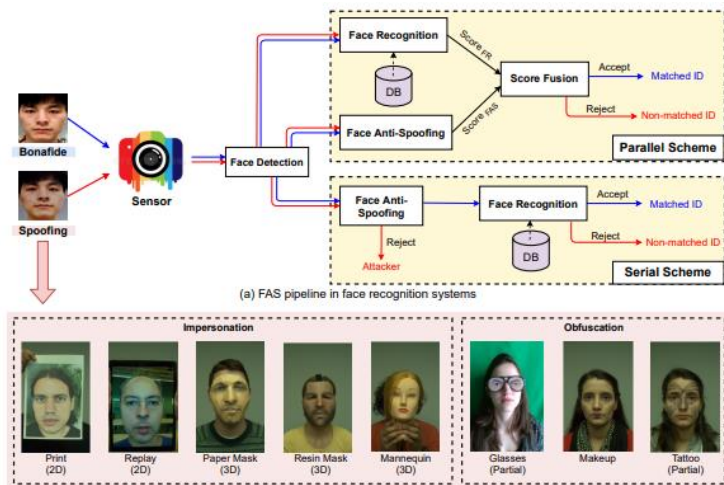 Bonafide
Spoofing
Sensor
Face Detection
Face Recognition
DB
Score FR
Face Anti-Spoofing
Score FAS
Score Fusion
Accept
Matched ID
Reject
Non-matched ID
Parallel Scheme
Face Anti-
Spoofing
Reject
Attacker
Face Recognition
DB
Accept
Matched ID
Reject
Non-matched ID
Serial Scheme
(a) FAS pipeline in face recognition systems
Impersonation
Print
(2D)
Replay
(2D)
Paper Mask
(3D)
Resin Mask
(3D)
Mannequin
(3D)
Obfuscation
Glasses
(Partial)
Makeup
Tattoo
(Partial)